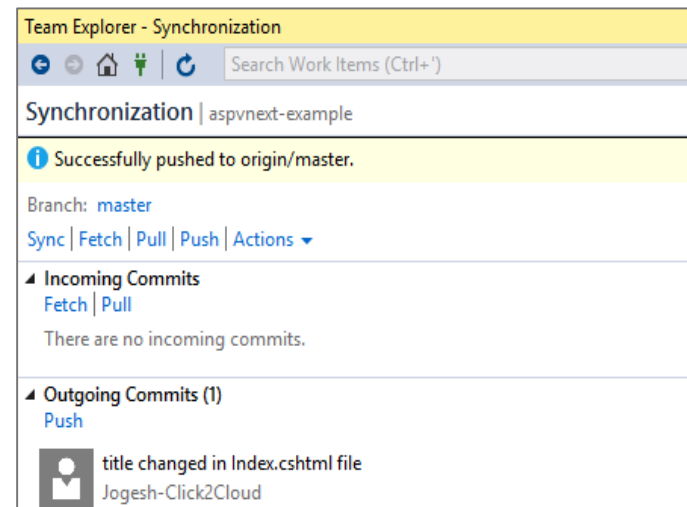 Team Explorer - Synchronization
Search Work Items (Ctrl+')
Synchronization | aspvnext-example
Successfully pushed to origin/master.
Branch: master
Sync | Fetch | Pull | Push | Actions
Incoming Commits
Fetch | Pull
There are no incoming commits.
Outgoing Commits (1)
Push
title changed in Index.cshtml file
Jogesh-Click2Cloud